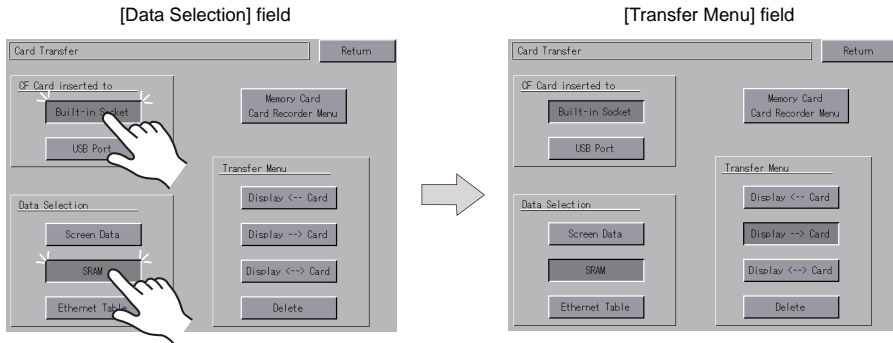 [Data Selection] field
Card Transfer
Return
CF Card inserted to
Built-in Socket
USB Port
Memory Card
Card Recorder Menu
Data Selection
Screen Data
SRAM
Ethernet Table
Transfer Menu
Display <-- Card
Display --> Card
Display <--> Card
Delete
[Transfer Menu] field
Card Transfer
Return
CF Card inserted to
Built-in Socket
USB Port
Memory Card
Card Recorder Menu
Data Selection
Screen Data
SRAM
Ethernet Table
Transfer Menu
Display <-- Card
Display --> Card
Display <--> Card
Delete